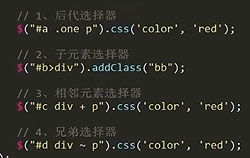 // 1、后代选择器
$("#a .one p").css('color', 'red');
// 2、子元素选择器
$("#b>div").addClass("bb");
// 3、相邻元素选择器
$("#c div + p").css('color', 'red');
// 4、兄弟选择器
$("#d div ~ p").css('color', 'red');
);